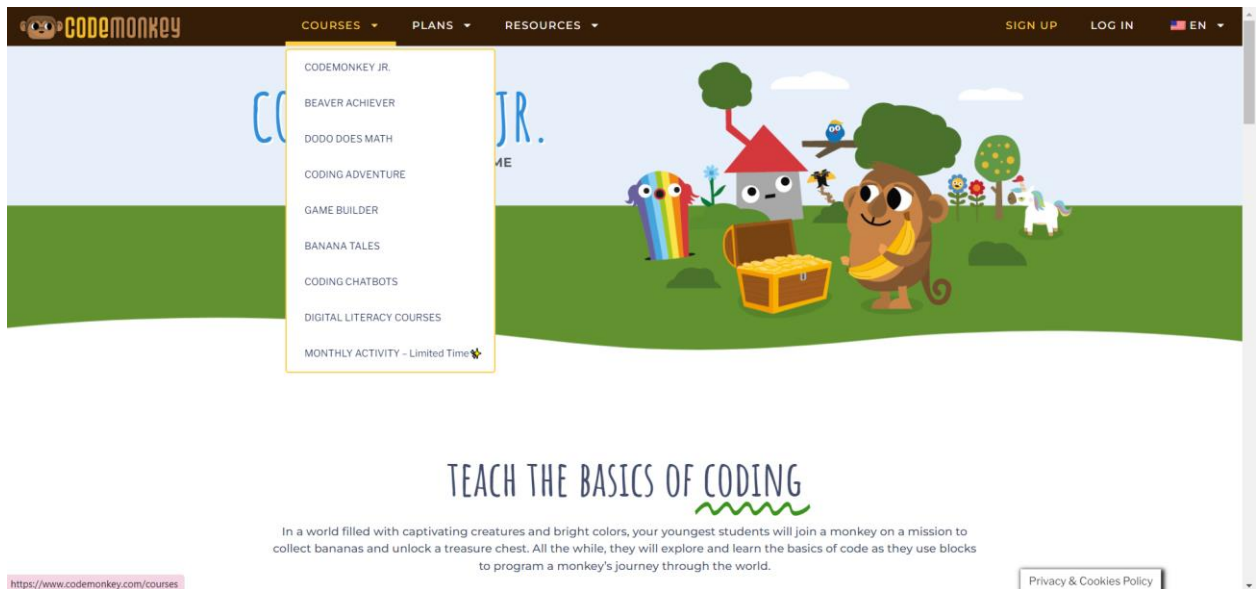 CODEMONKEY
COURSES PLANS RESOURCES SIGN UP LOG IN EN
CODEMONKEY JR.
BEAVER ACHIEVER
DODO DOES MATH
CODING ADVENTURE
GAME BUILDER
BANANA TALES
CODING CHATBOTS
DIGITAL LITERACY COURSES
MONTHLY ACTIVITY – Limited Time
JR.
TEACH THE BASICS OF CODING
In a world filled with captivating creatures and bright colors, your youngest students will join a monkey on a mission to
collect bananas and unlock a treasure chest. All the while, they will explore and learn the basics of code as they use blocks
to program a monkey's journey through the world.
Privacy & Cookies Policy
https://www.codemonkey.com/courses